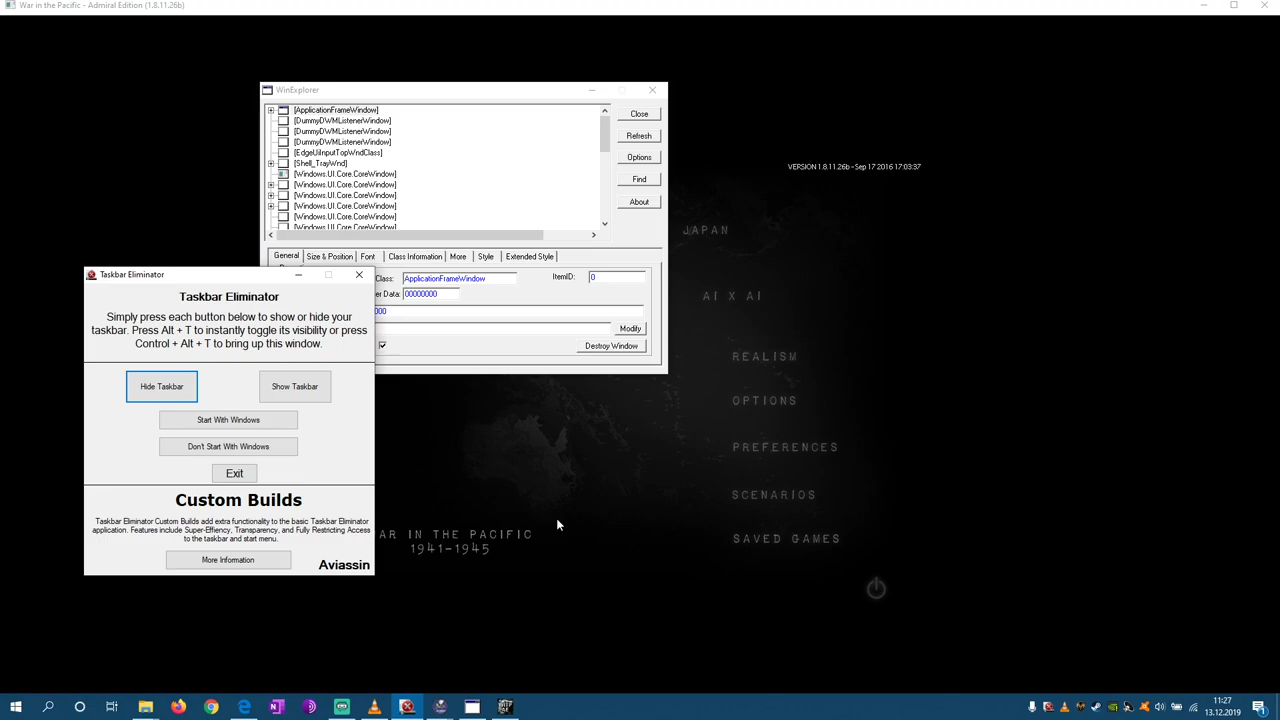 War in the Pacific - Admiral Edition (1.8.11.26b)
WinExplorer
[ApplicationFrameWindow]
[DummyDWMListenerWindow]
[DummyDWMListenerWindow]
[DummyDWMListenerWindow]
[EdgeUiInputTopWndClass]
[Shell_TrayWnd]
[Windows.UI.Core.CoreWindow]
[Windows.UI.Core.CoreWindow]
[Windows.UI.Core.CoreWindow]
[Windows.UI.Core.CoreWindow]
[Windows.UI.Core.CoreWindow]
[Windows.UI.Core.CoreWindow]
Close
Refresh
Options
Find
About
General Size & Position Font Class Information More Style Extended Style
Class: ApplicationFrameWindow ItemID: 0
er Data: 00000000
000
Modify
Destroy Window
Taskbar Eliminator
Taskbar Eliminator
Simply press each button below to show or hide your
taskbar. Press Alt + T to instantly toggle its visibility or press
Control + Alt + T to bring up this window.
Hide Taskbar Show Taskbar
Start With Windows
Don't Start With Windows
Exit
Custom Builds
Taskbar Eliminator Custom Builds add extra functionality to the basic Taskbar Eliminator
application. Features include Super-Effiency, Transparency, and Fully Restricting Access
to the taskbar and start menu.
More Information
Aviassin
VERSION 1.8.11.26b - Sep 17 2016 17:03:37
JAPAN
AI X AI
REALISM
OPTIONS
PREFERENCES
SCENARIOS
SAVED GAMES
AR IN THE PACIFIC
1941-1945
11:27
13.12.2019
1